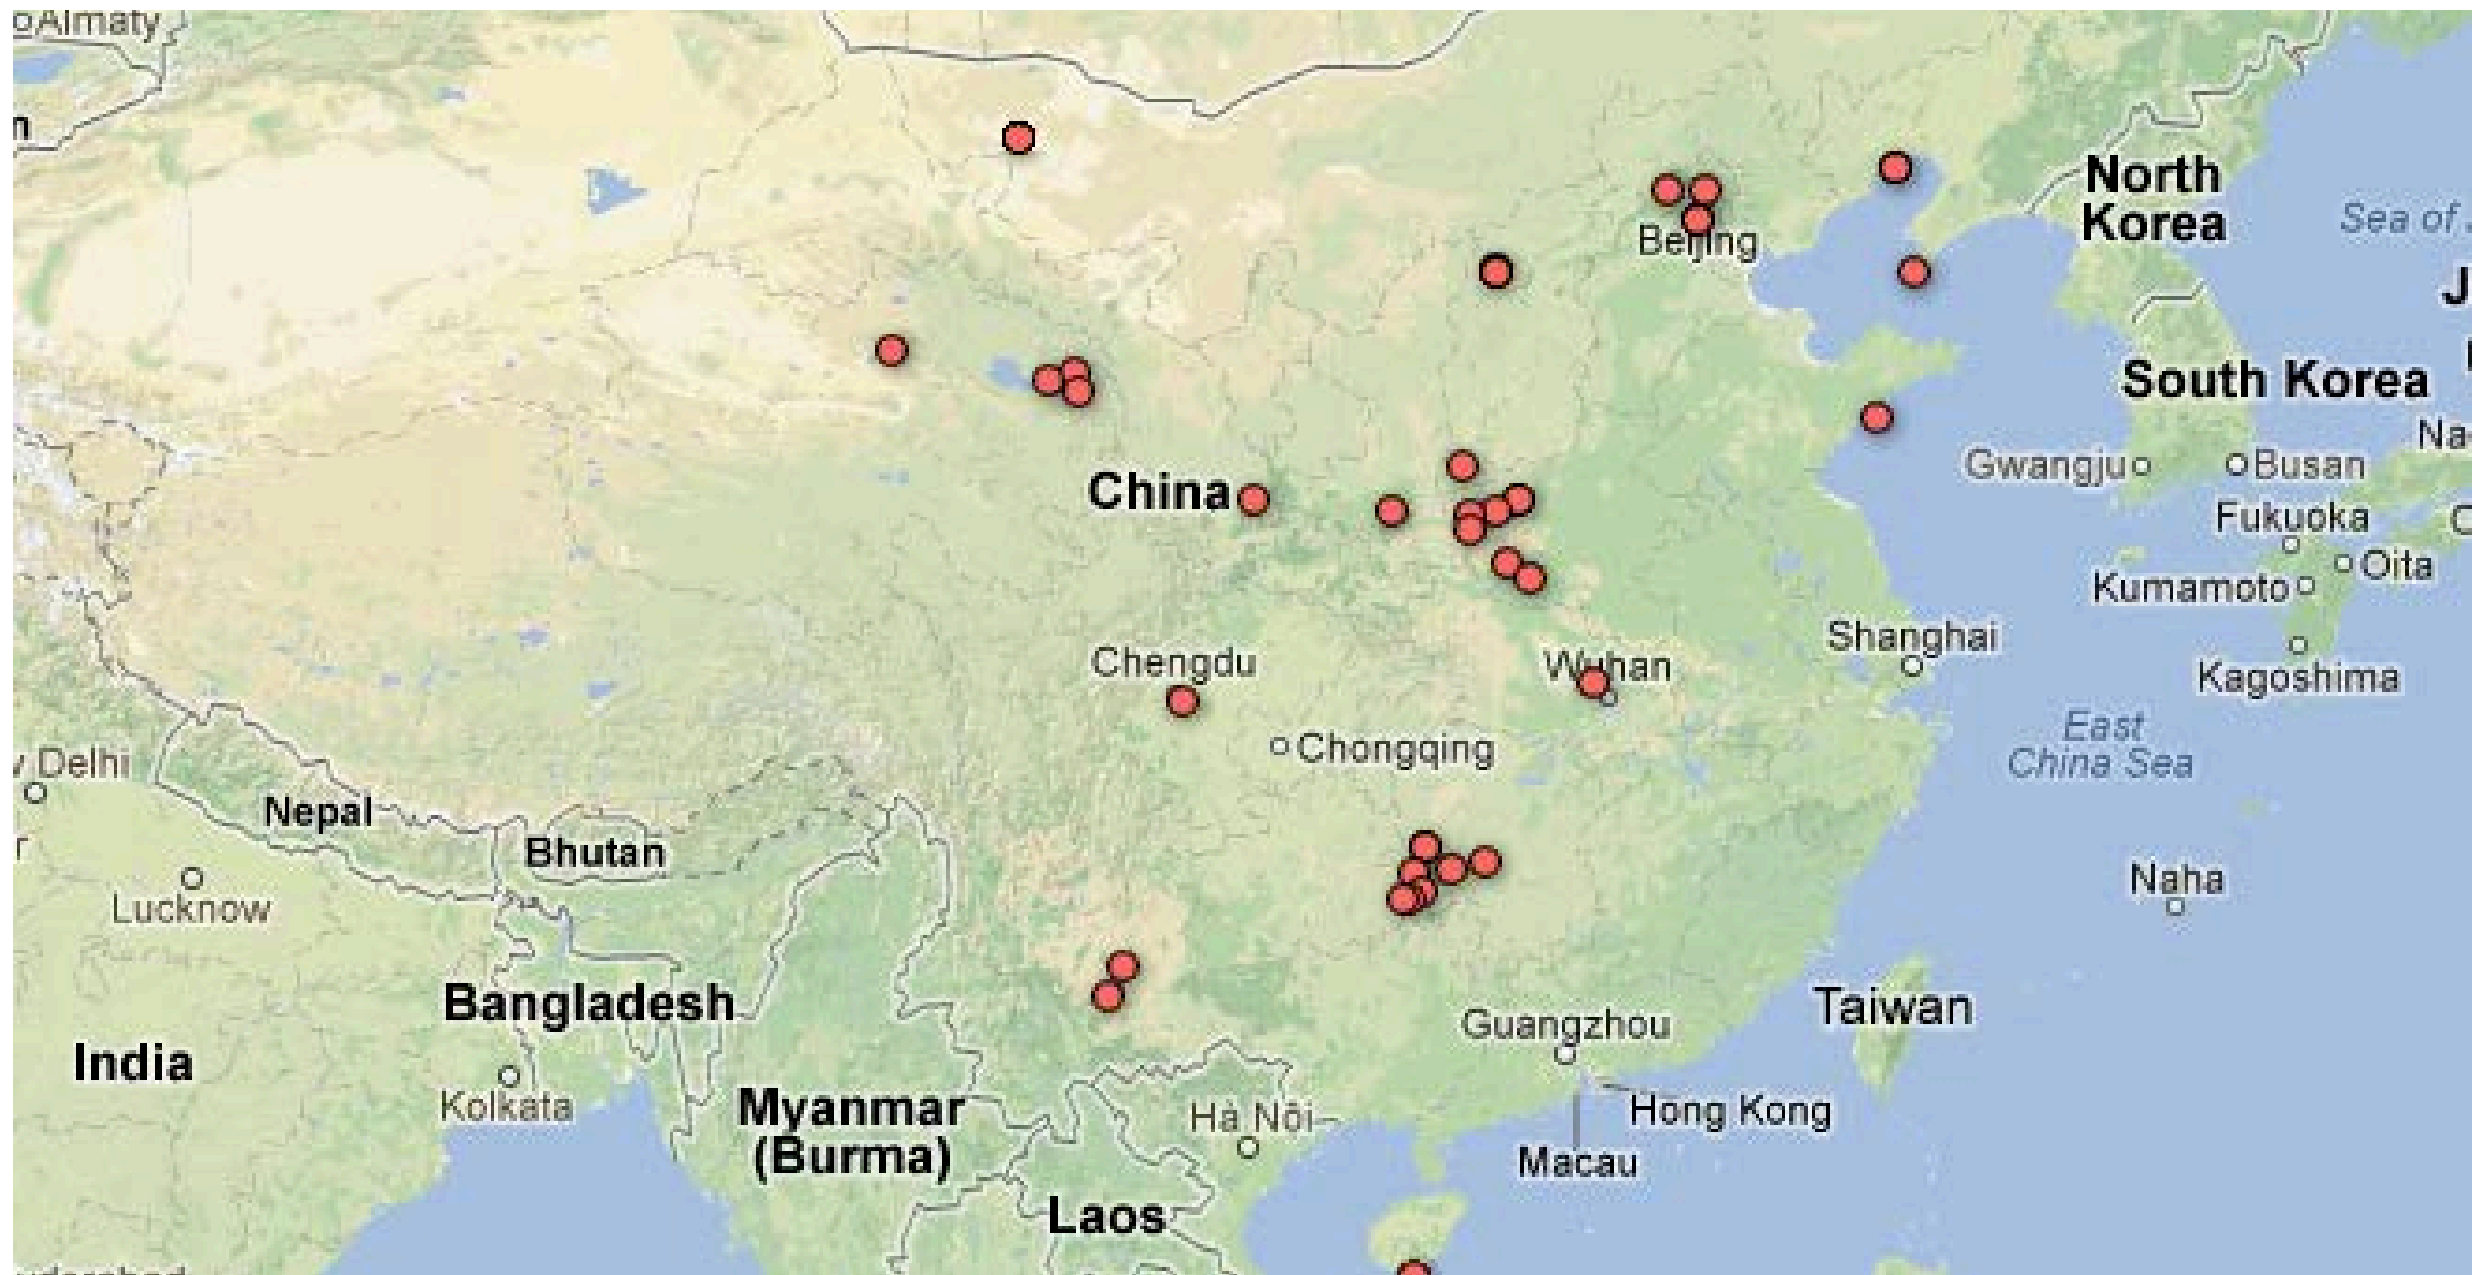 Almaty
North
Korea
Sea of
Beijing
J
South Korea
Na
China
Gwangju
Busan
Fukuoka
Oita
Kumamoto
Shanghai
Chengdu
Wuhan
Kagoshima
Chongqing
East
China Sea
Delhi
Nepal
Bhutan
Lucknow
Naha
Bangladesh
Taiwan
Guangzhou
India
Kolkata
Myanmar
(Burma)
Hà Nôi
Hong Kong
Macau
Laos